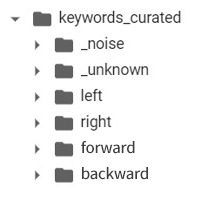 keywords_curated
_noise
_unknown
left
right
forward
backward